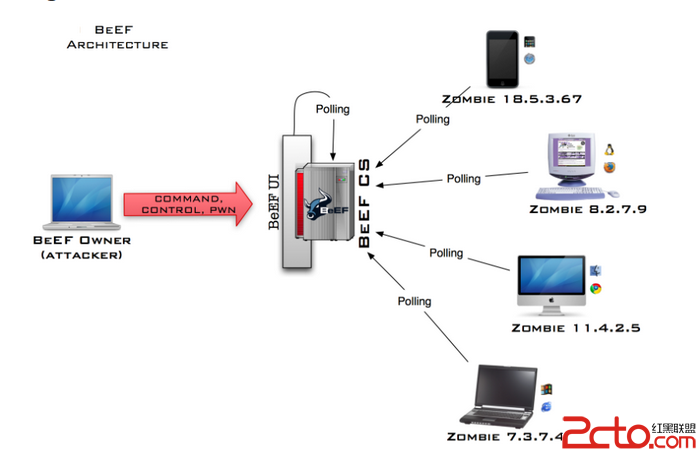 BeEF
Architecture
Polling
Zombie 18.5.3.67
Polling
BeEF UI
BeEF
BeEF CS
Polling
Zombie 8.2.7.9
COMMAND,
CONTROL, PWN
BeEF Owner
(attacker)
Polling
Zombie 11.4.2.5
Polling
Zombie 7.3.7.4
2cto.com
红黑联盟